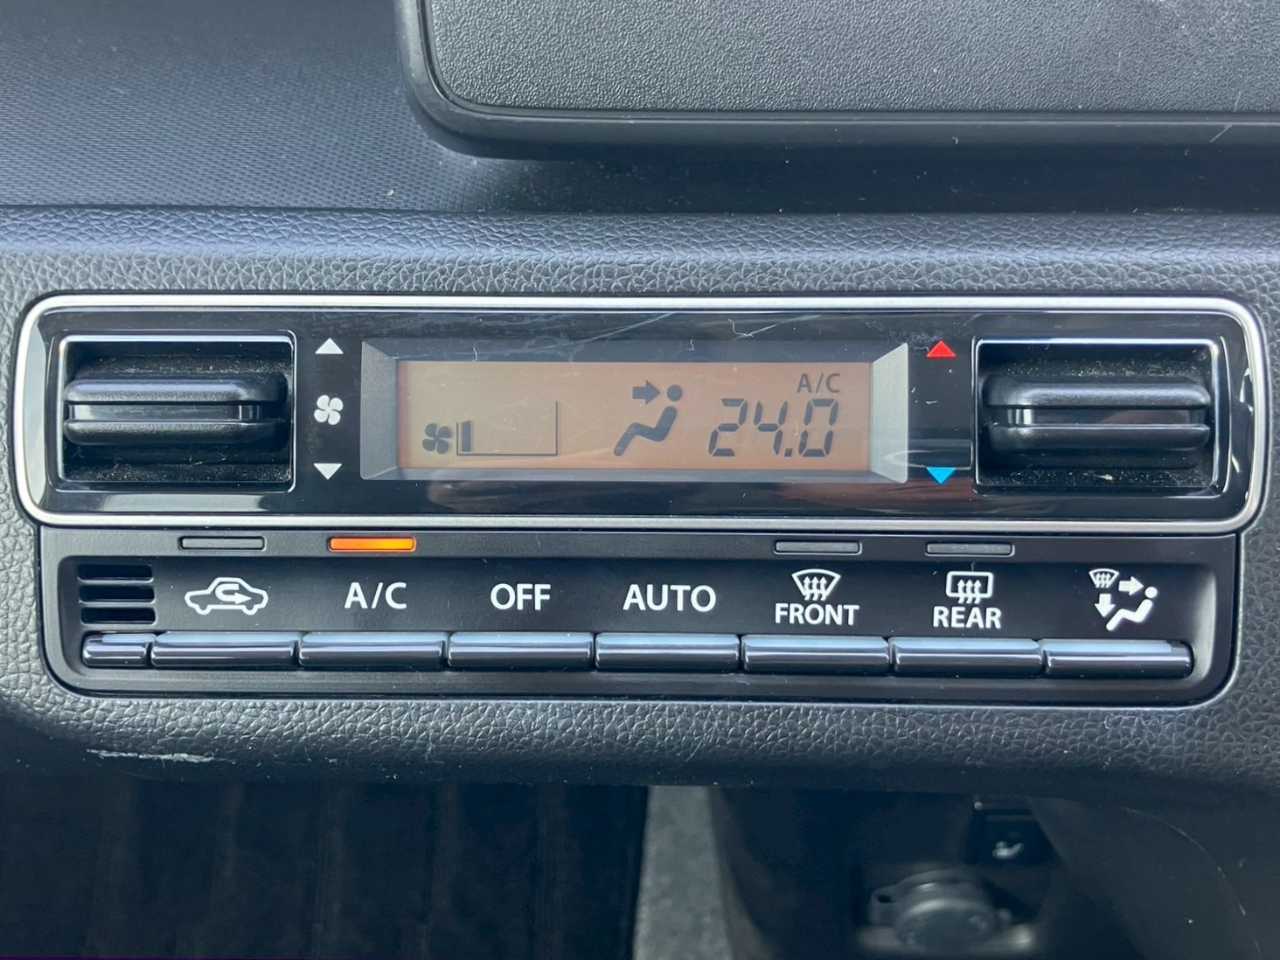 A/C
24.0
A/C
OFF
AUTO
FRONT
REAR